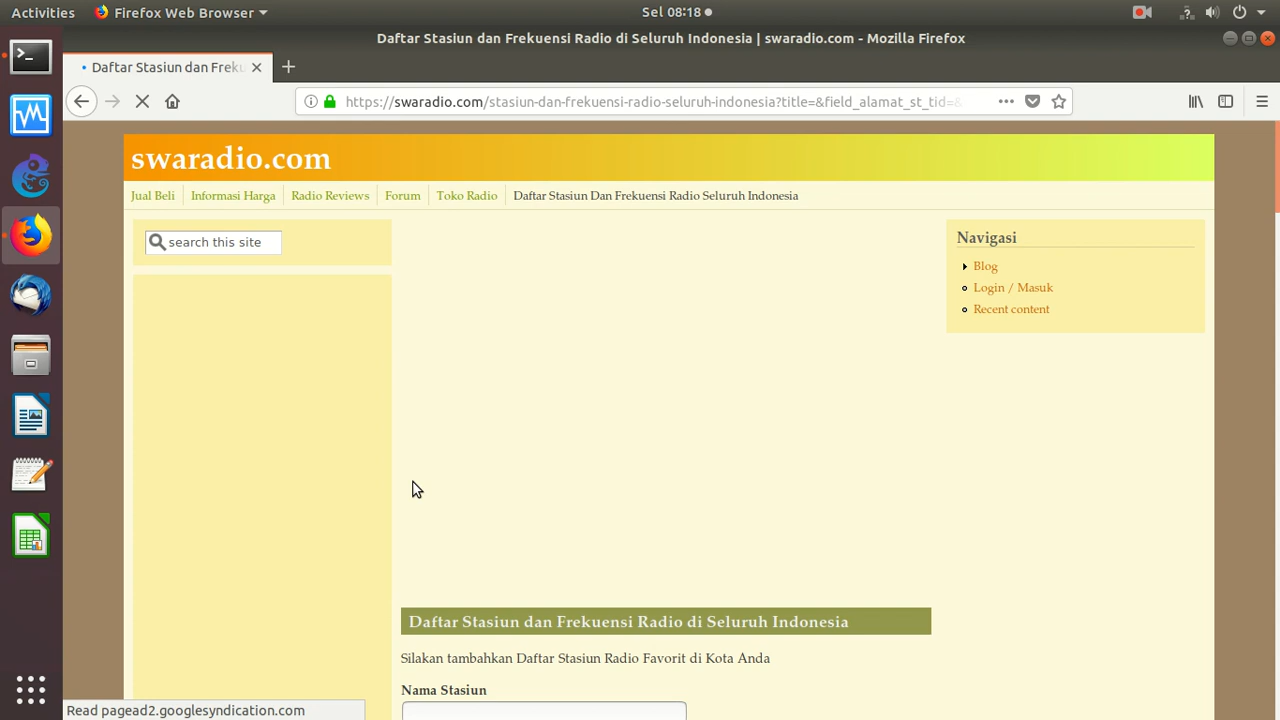 Activities
Firefox Web Browser
Sel 08:18
Daftar Stasiun dan Frekuensi Radio di Seluruh Indonesia | swaradio.com - Mozilla Firefox
Daftar Stasiun dan Freku
https://swaradio.com/stasiun-dan-frekuensi-radio-seluruh-indonesia?title=&field_alamat_st_tid=&
swaradio.com
Jual Beli
Informasi Harga
Radio Reviews
Forum
Toko Radio
Daftar Stasiun Dan Frekuensi Radio Seluruh Indonesia
search this site
Navigasi
Blog
Login / Masuk
Recent content
Daftar Stasiun dan Frekuensi Radio di Seluruh Indonesia
Silakan tambahkan Daftar Stasiun Radio Favorit di Kota Anda
Nama Stasiun
Read pagead2.googlesyndication.com